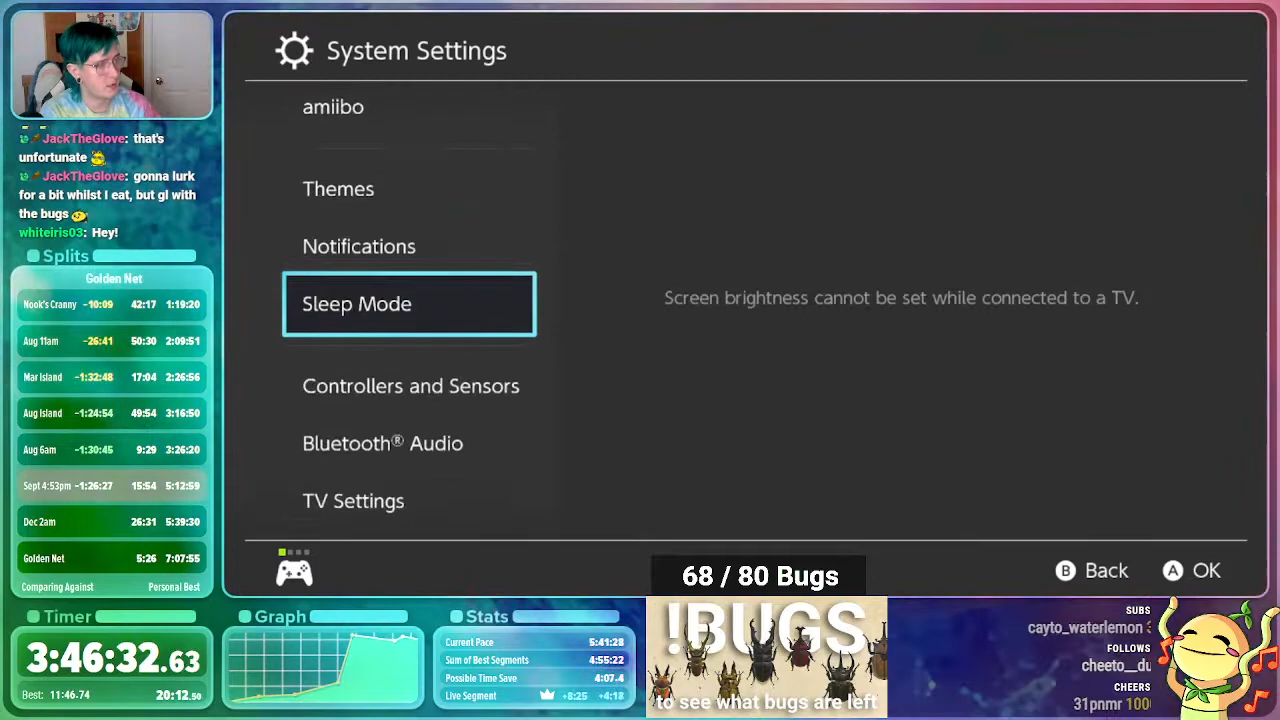 System Settings
amiibo
Themes
Notifications
Sleep Mode
Controllers and Sensors
Bluetooth® Audio
TV Settings
Screen brightness cannot be set while connected to a TV.
B Back
A OK
68 / 80 Bugs
JackTheGlove: that's
unfortunate
JackTheGlove: gonna lurk
for a bit whilst I eat, but gl with
the bugs
whiteiris03: Hey!
Splits
Golden Net
Nook's Cranny -10:09 42:17 1:19:20
Aug 11am -26:41 50:30 2:09:51
Mar Island -1:32:48 17:04 2:26:56
Aug Island -1:24:54 49:54 3:16:50
Aug 6am -1:30:45 9:29 3:26:20
Sept 4:53pm -1:26:27 15:54 5:12:59
Dec 2am 26:31 5:39:30
Golden Net 5:26 7:07:55
Comparing Against Personal Best
Timer
3:46:32.63
Best: 11:46.74 20:12.50
Graph
Stats
Current Pace 5:41:28
Sum of Best Segments 4:55:22
Possible Time Save 4:07.4
Live Segment +8:25 +4:18
!BUGS
to see what bugs are left
SUBS
cayto_waterlemon
FOLLOWS
cheeto__du
CHEERS
31pnmr